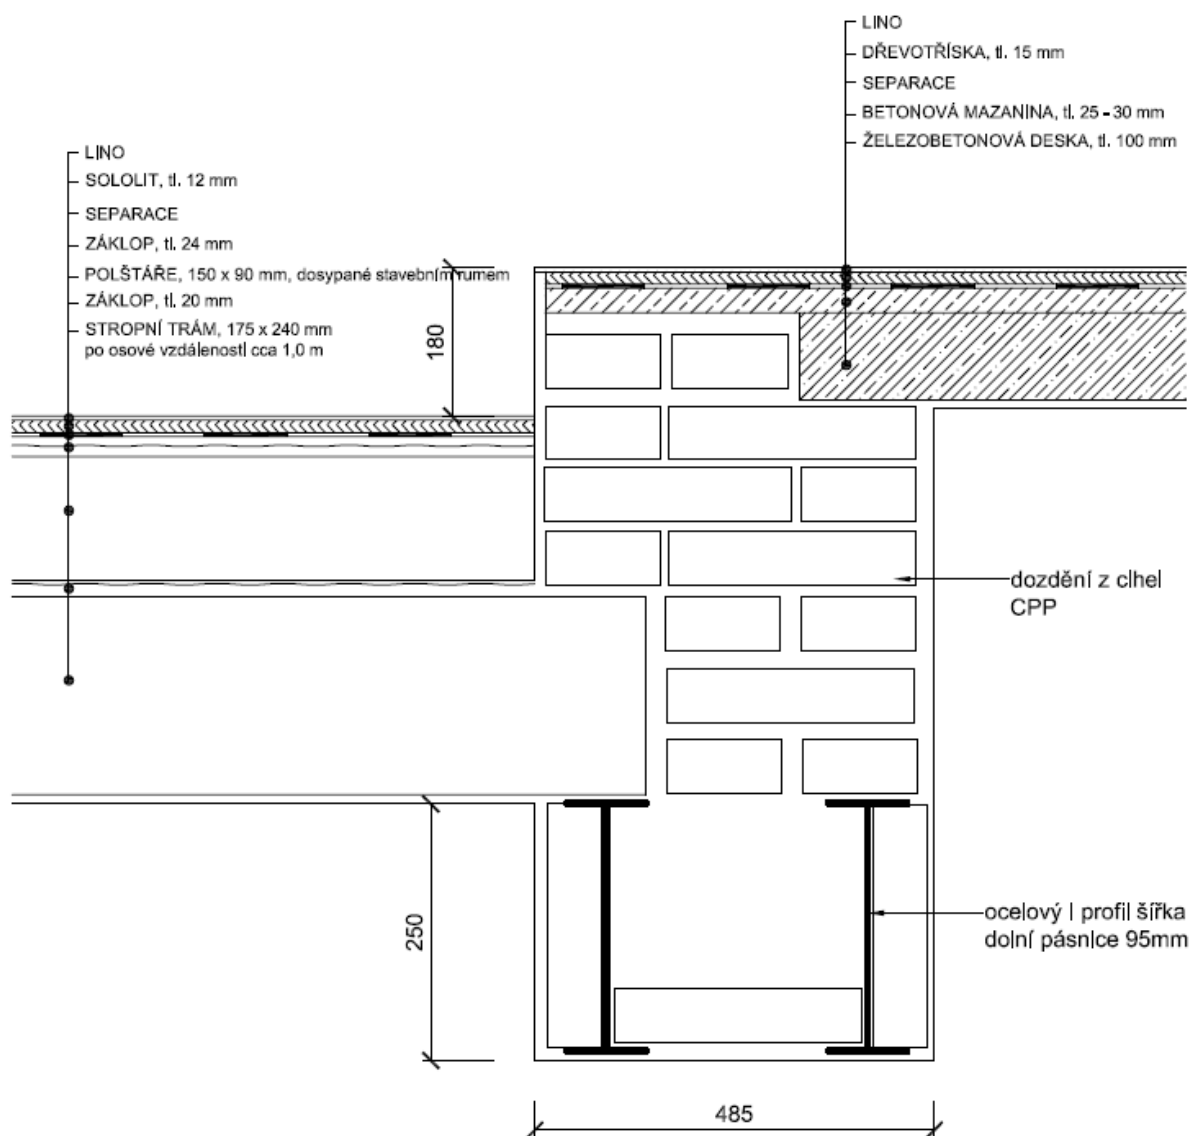 LINO
DŘEVOTŘÍSKA, tl. 15 mm
SEPARACE
BETONOVÁ MAZANINA, tl. 25 - 30 mm
ŽELEZOBETONOVÁ DESKA, tl. 100 mm
LINO
SOLOLIT, tl. 12 mm
SEPARACE
ZÁKLOP, tl. 24 mm
POLŠTÁŘE, 150 x 90 mm, dosypané stavebním rumem
ZÁKLOP, tl. 20 mm
STROPNÍ TRÁM, 175 x 240 mm
po osové vzdálenosti cca 1,0 m
180
dozdění z cihel
CPP
250
ocelový I profil šířka
dolní pásnice 95mm
485